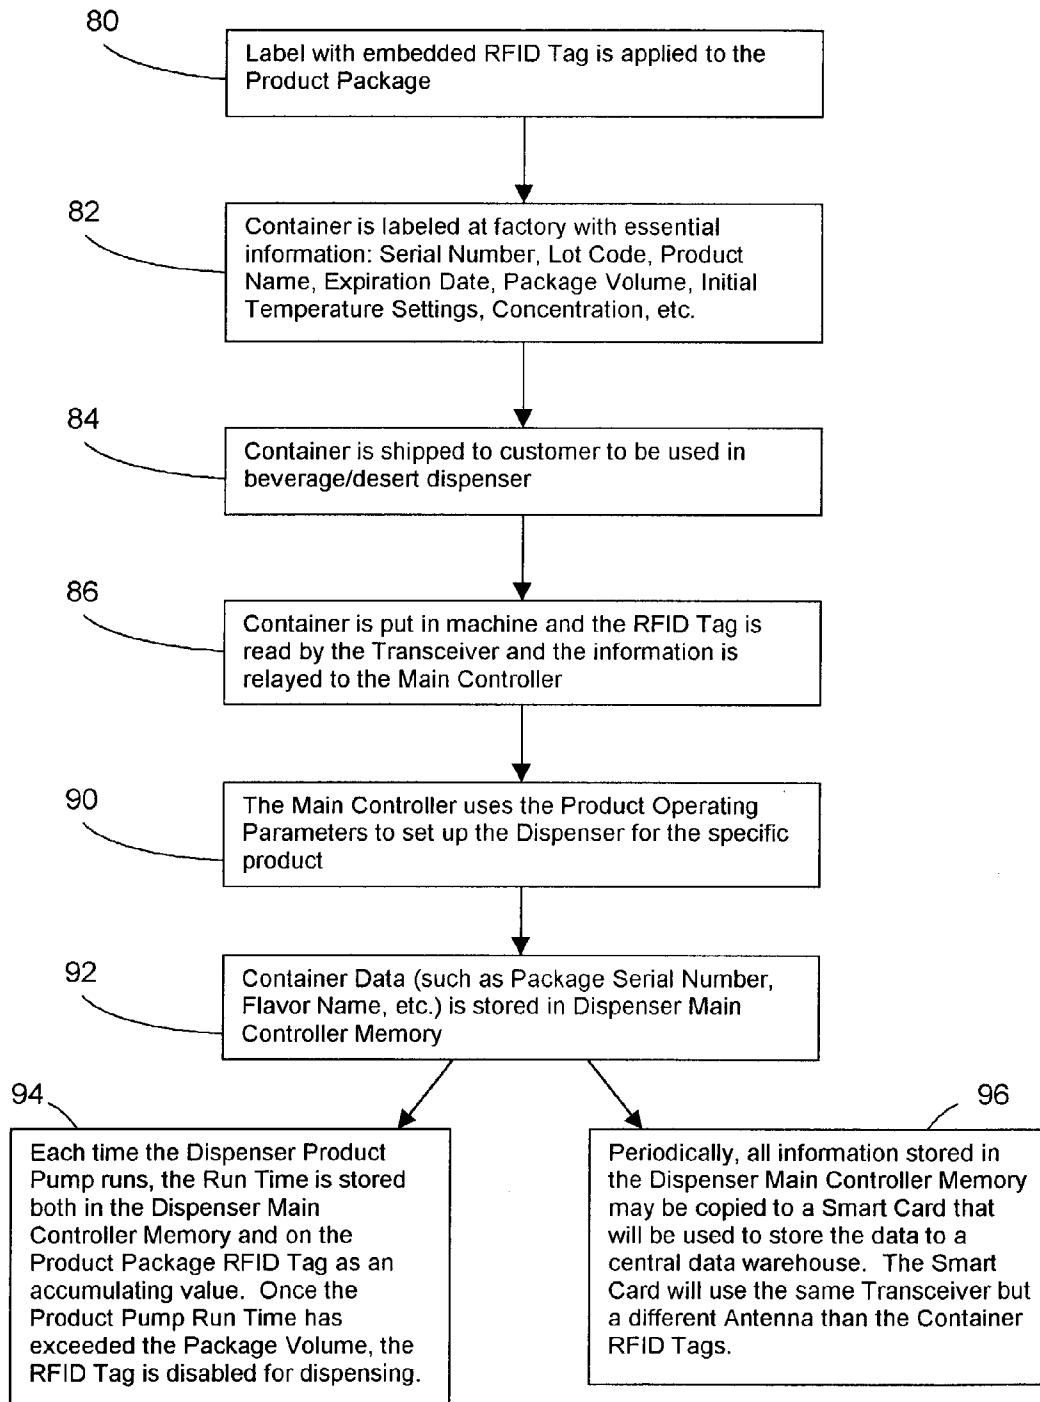 80
Label with embedded RFID Tag is applied to the
Product Package
82
Container is labeled at factory with essential
information: Serial Number, Lot Code, Product
Name, Expiration Date, Package Volume, Initial
Temperature Settings, Concentration, etc.
84
Container is shipped to customer to be used in
beverage/desert dispenser
86
Container is put in machine and the RFID Tag is
read by the Transceiver and the information is
relayed to the Main Controller
90
The Main Controller uses the Product Operating
Parameters to set up the Dispenser for the specific
product
92
Container Data (such as Package Serial Number,
Flavor Name, etc.) is stored in Dispenser Main
Controller Memory
94
Each time the Dispenser Product
Pump runs, the Run Time is stored
both in the Dispenser Main
Controller Memory and on the
Product Package RFID Tag as an
accumulating value. Once the
Product Pump Run Time has
exceeded the Package Volume, the
RFID Tag is disabled for dispensing.
96
Periodically, all information stored in
the Dispenser Main Controller Memory
may be copied to a Smart Card that
will be used to store the data to a
central data warehouse. The Smart
Card will use the same Transceiver but
a different Antenna than the Container
RFID Tags.